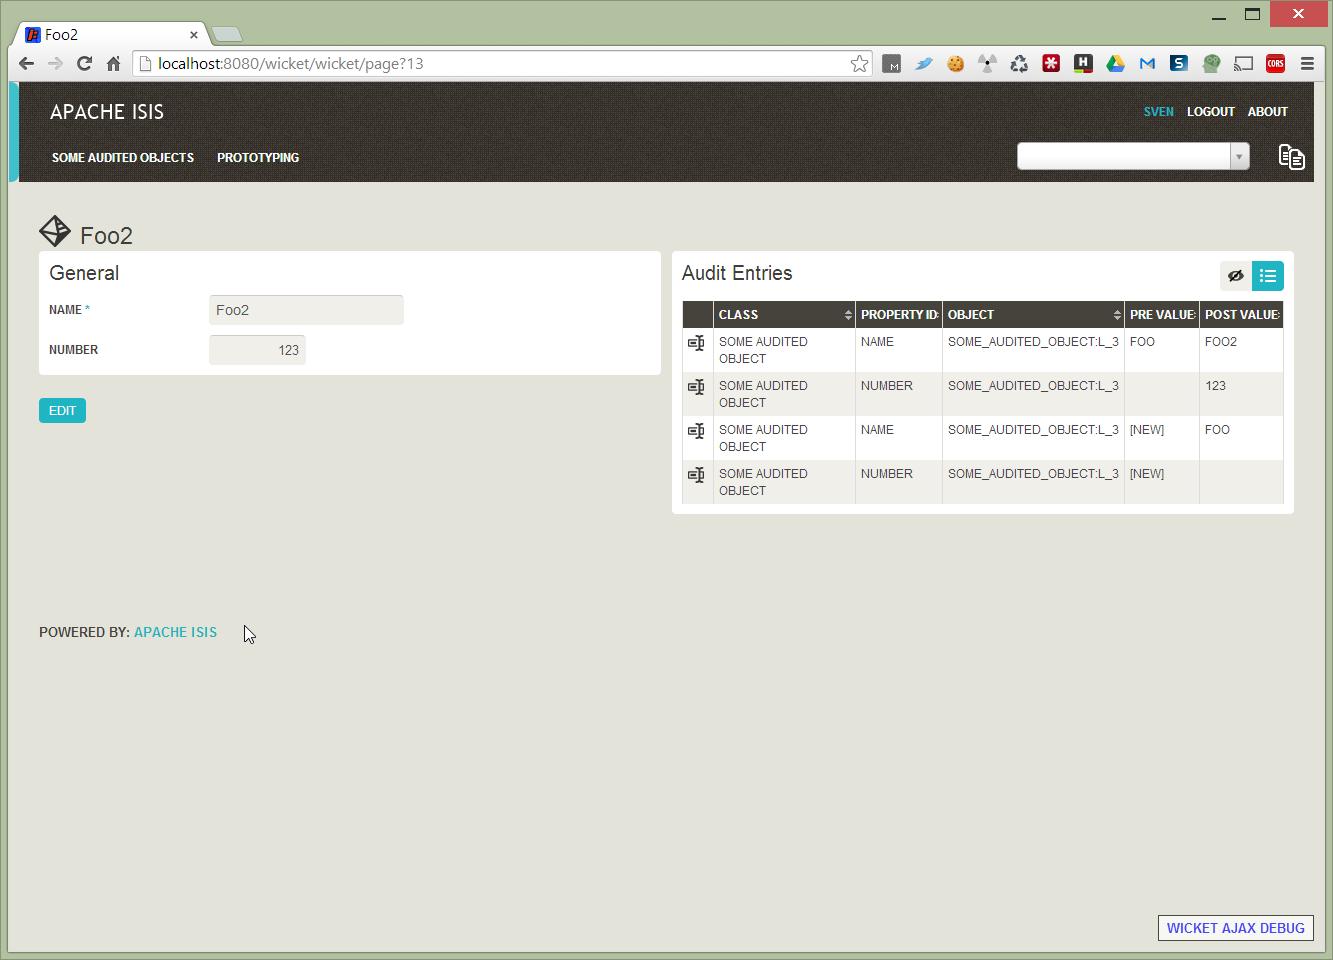 Foo2
localhost:8080/wicket/wicket/page?13
M
H
M
S
CORS
APACHE ISIS
SVEN LOGOUT ABOUT
SOME AUDITED OBJECTS PROTOTYPING
Foo2
General
NAME * Foo2
NUMBER 123
EDIT
Audit Entries
CLASS PROPERTY ID OBJECT PRE VALUE POST VALUE
SOME AUDITED OBJECT NAME SOME_AUDITED_OBJECT:L_3 FOO FOO2
SOME AUDITED OBJECT NUMBER SOME_AUDITED_OBJECT:L_3 123
SOME AUDITED OBJECT NAME SOME_AUDITED_OBJECT:L_3 [NEW] FOO
SOME AUDITED OBJECT NUMBER SOME_AUDITED_OBJECT:L_3 [NEW]
POWERED BY: APACHE ISIS
WICKET AJAX DEBUG